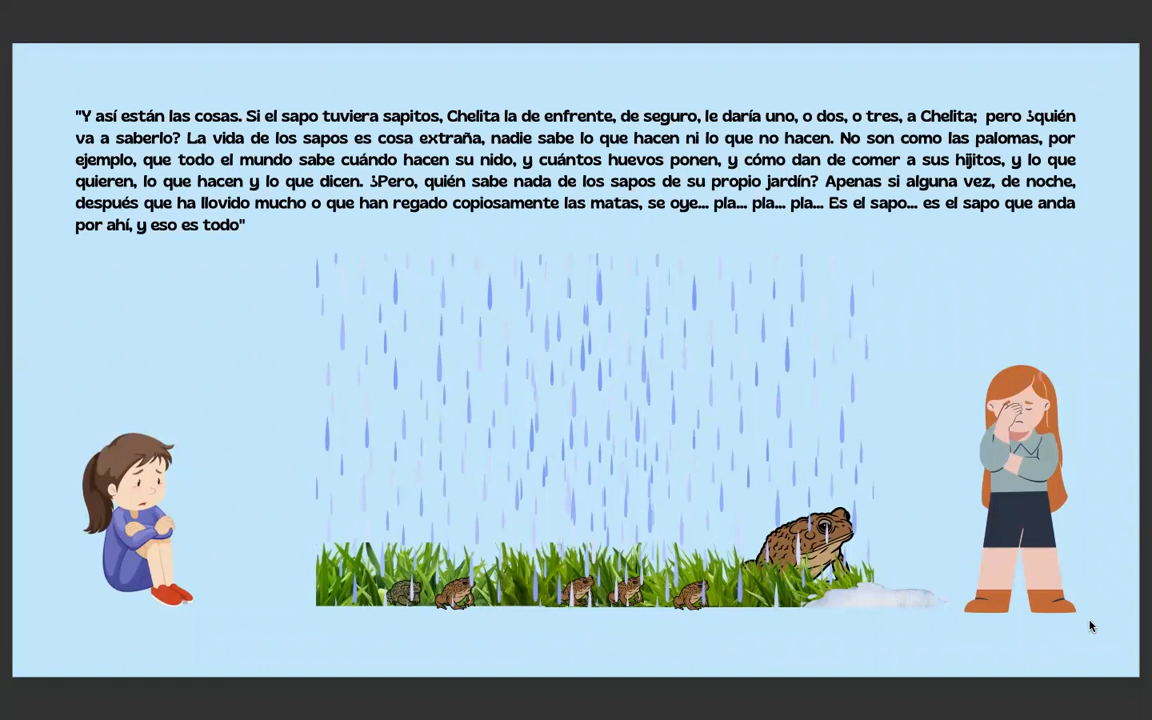 "Y así están las cosas. Si el sapo tuviera sapitos, Chelita la de enfrente, de seguro, le daría uno, o dos, o tres, a Chelita;  pero ¿quién
va a saberlo? La vida de los sapos es cosa extraña, nadie sabe lo que hacen ni lo que no hacen. No son como las palomas, por
ejemplo, que todo el mundo sabe cuándo hacen su nido, y cuántos huevos ponen, y cómo dan de comer a sus hijitos, y lo que
quieren, lo que hacen y lo que dicen. ¿Pero, quién sabe nada de los sapos de su propio jardín? Apenas si alguna vez, de noche,
después que ha llovido mucho o que han regado copiosamente las matas, se oye... pla... pla... pla... Es el sapo... es el sapo que anda
por ahí, y eso es todo"